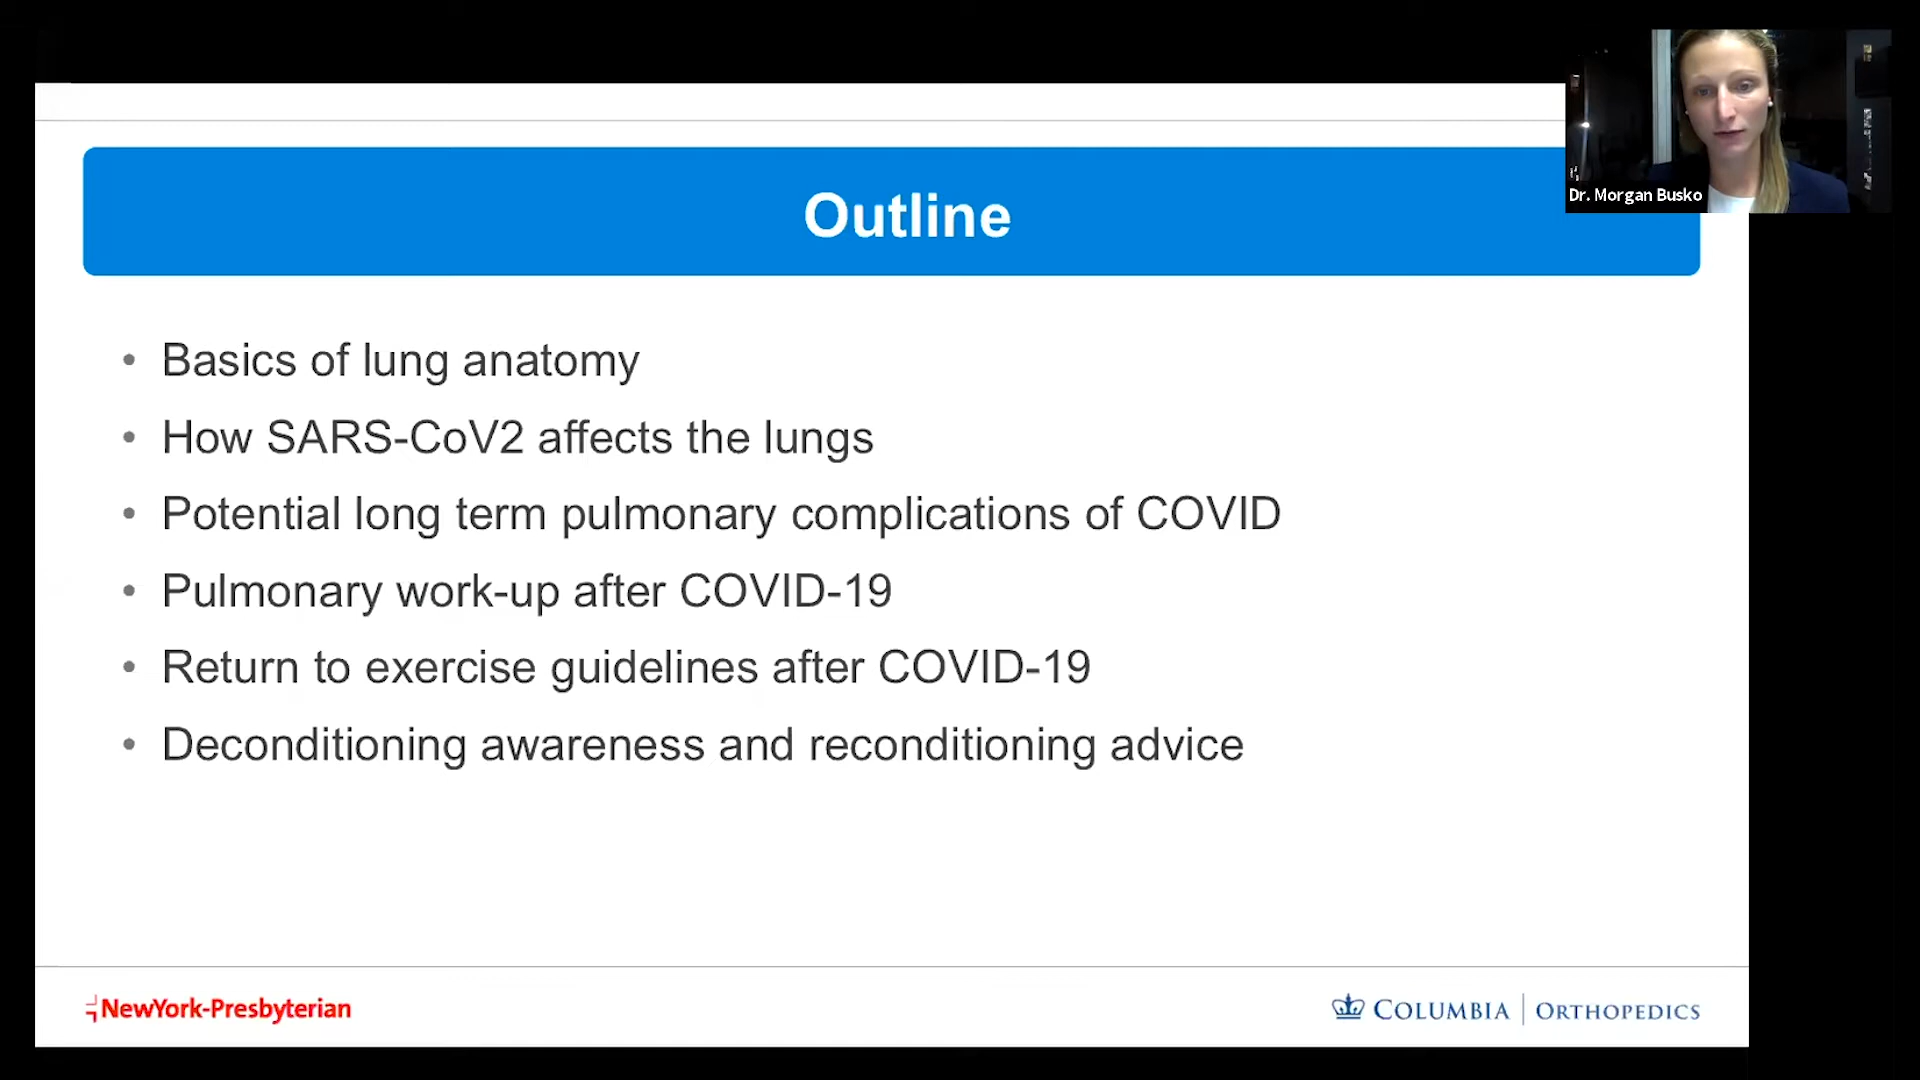 Dr. Morgan Busko
Outline
• Basics of lung anatomy
• How SARS-CoV2 affects the lungs
• Potential long term pulmonary complications of COVID
• Pulmonary work-up after COVID-19
• Return to exercise guidelines after COVID-19
• Deconditioning awareness and reconditioning advice
NewYork-Presbyterian
COLUMBIA | ORTHOPEDICS